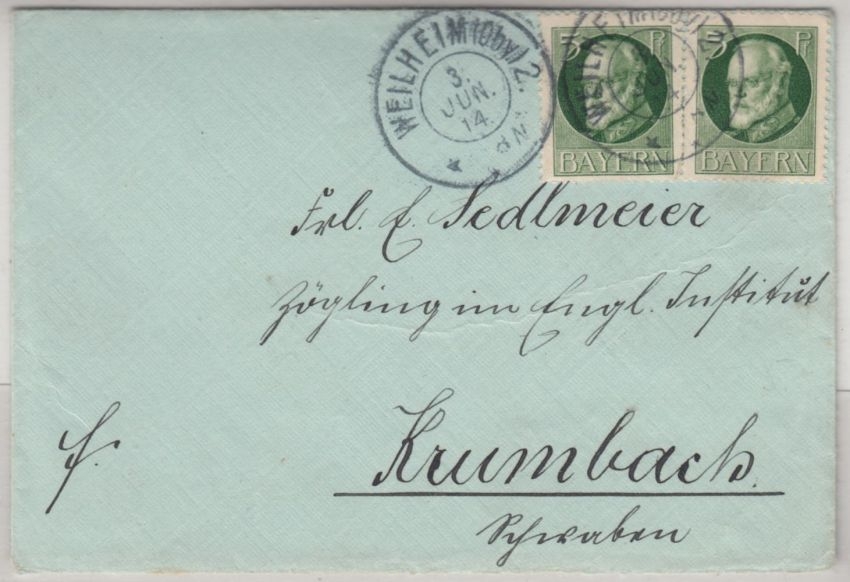 WEILHEIM (Oby) 2.
3.
JUN.
14.
5 Pf
BAYERN
5 Pf
BAYERN
Frl. E. Sedlmeier
Zögling im Engl. Institut
Krumbach.
Schwaben